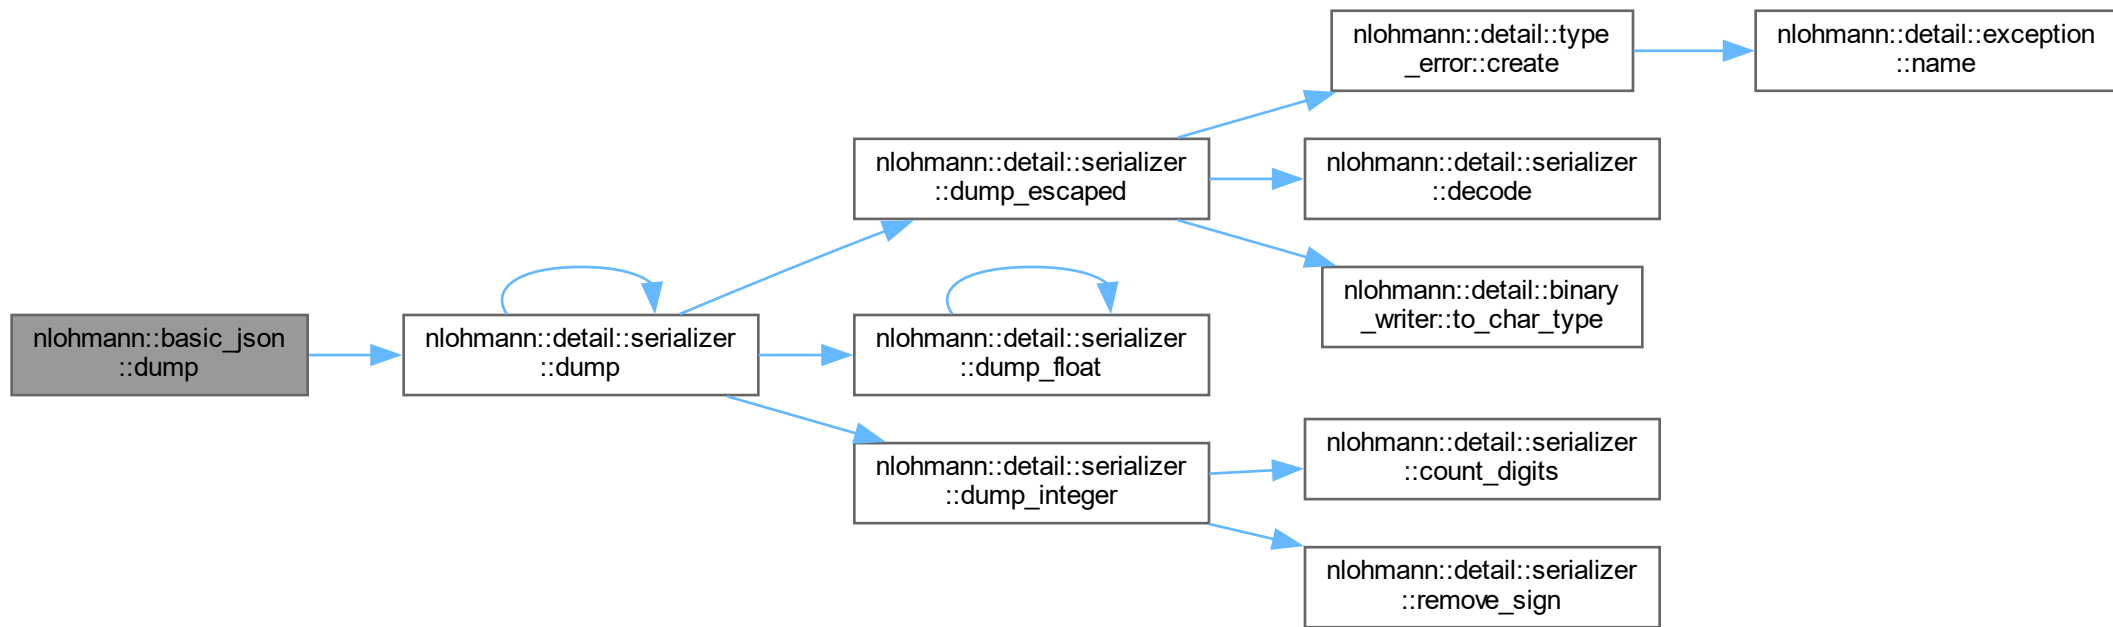 nlohmann::basic_json
::dump
nlohmann::detail::serializer
::dump
nlohmann::detail::serializer
::dump_escaped
nlohmann::detail::type
_error::create
nlohmann::detail::exception
::name
nlohmann::detail::serializer
::decode
nlohmann::detail::binary
_writer::to_char_type
nlohmann::detail::serializer
::dump_float
nlohmann::detail::serializer
::dump_integer
nlohmann::detail::serializer
::count_digits
nlohmann::detail::serializer
::remove_sign